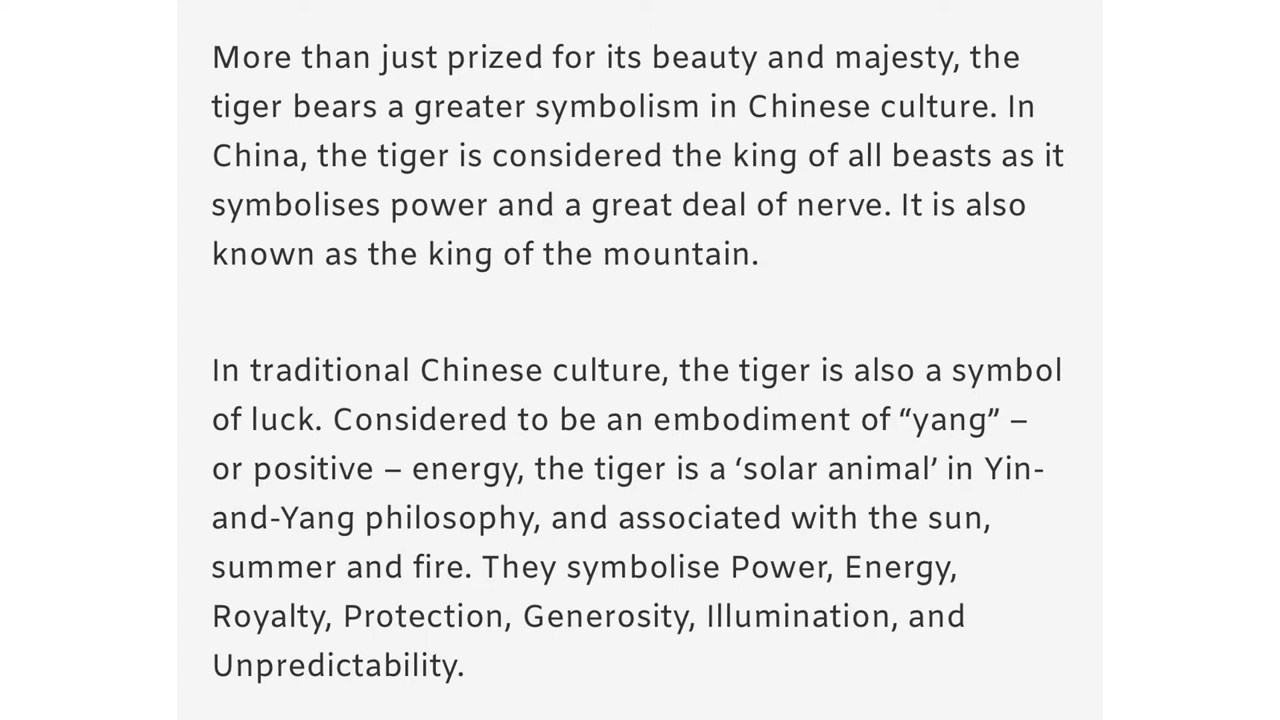 More than just prized for its beauty and majesty, the
tiger bears a greater symbolism in Chinese culture. In
China, the tiger is considered the king of all beasts as it
symbolises power and a great deal of nerve. It is also
known as the king of the mountain.
In traditional Chinese culture, the tiger is also a symbol
of luck. Considered to be an embodiment of “yang” –
or positive – energy, the tiger is a ‘solar animal’ in Yin-
and-Yang philosophy, and associated with the sun,
summer and fire. They symbolise Power, Energy,
Royalty, Protection, Generosity, Illumination, and
Unpredictability.